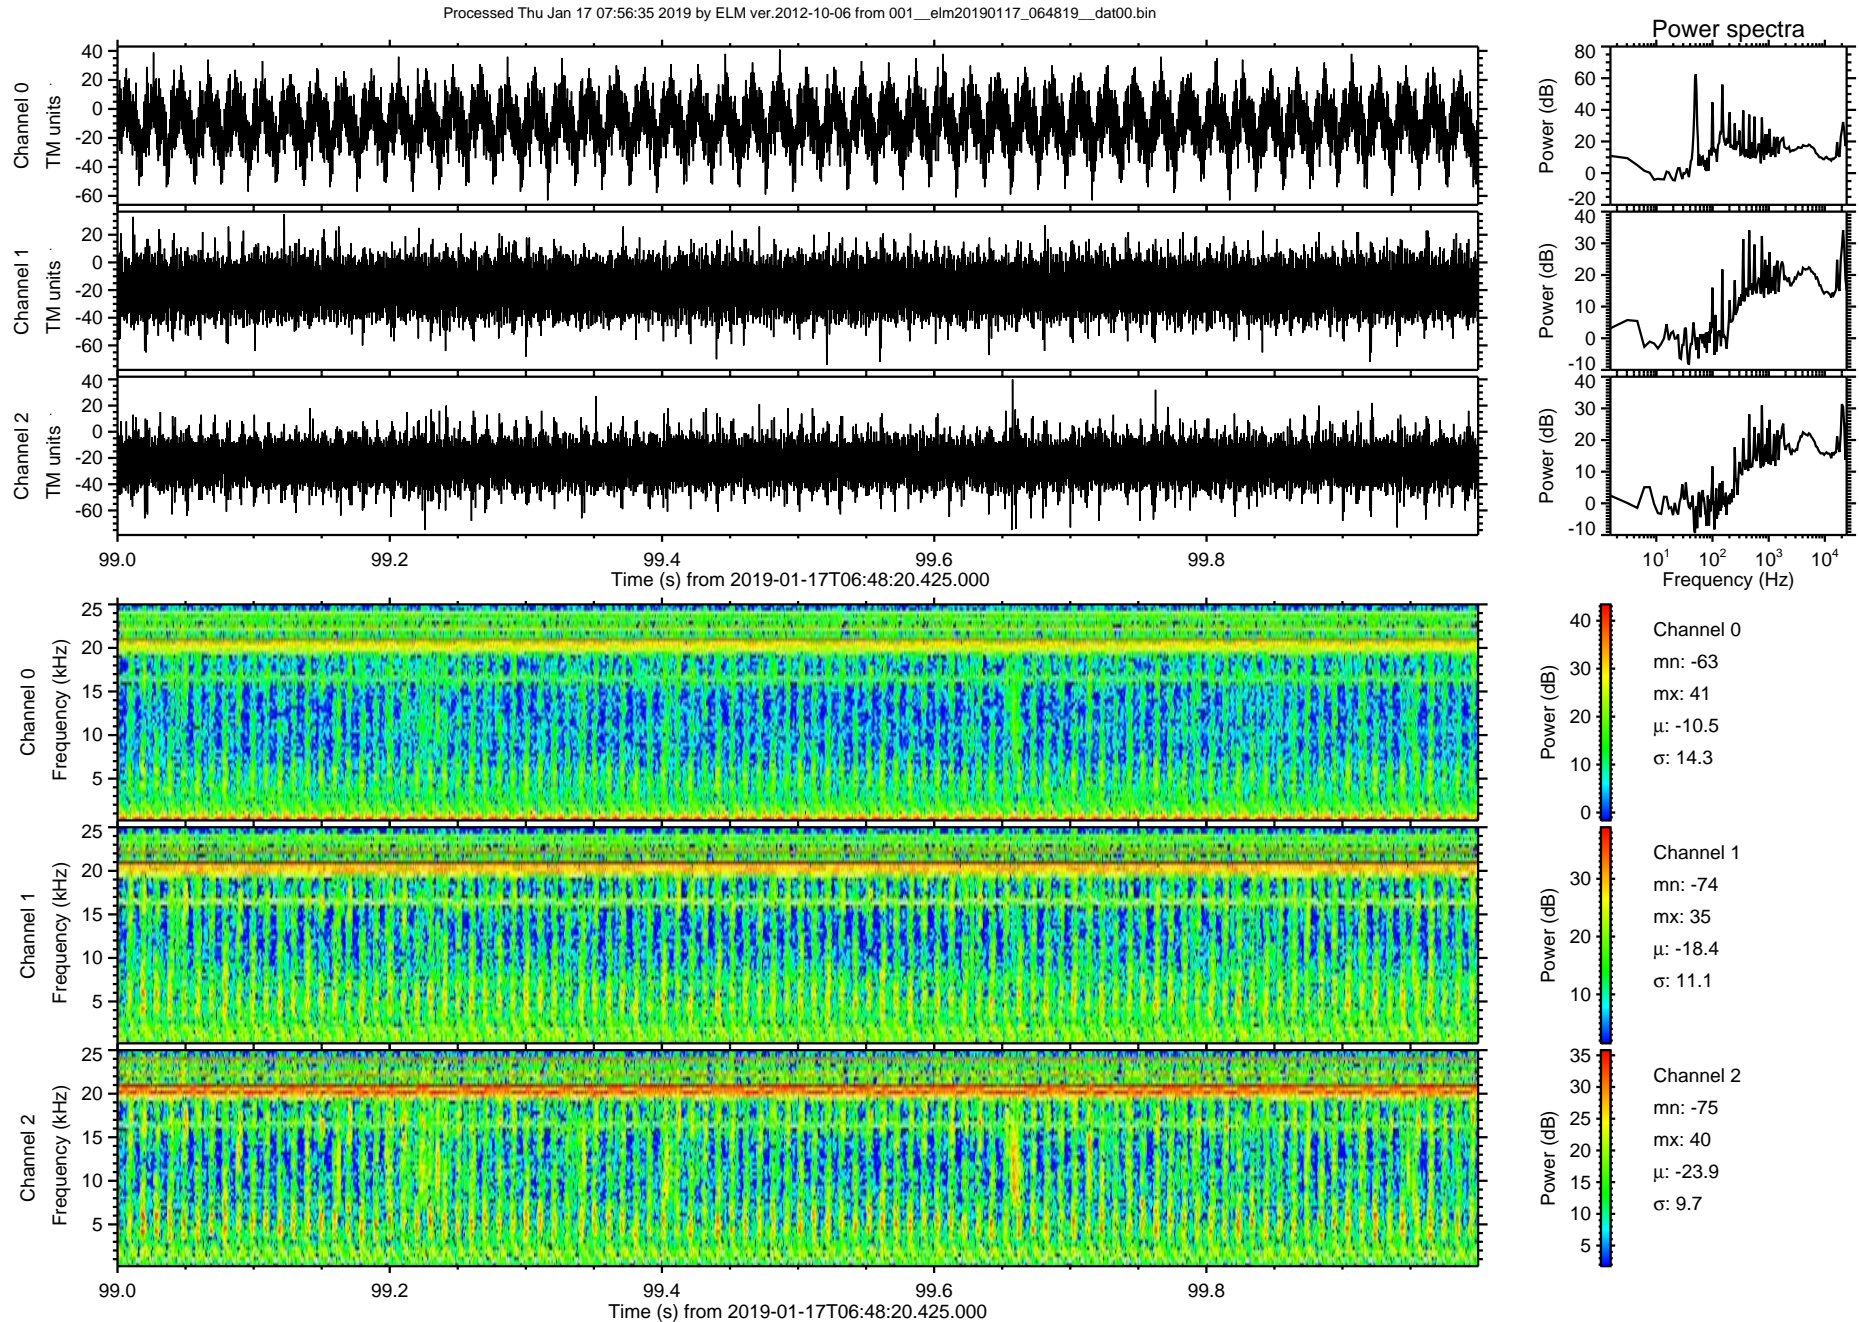 Processed Thu Jan 17 07:56:35 2019 by ELM ver.2012-10-06 from 001__elm20190117_064819__dat00.bin
Power spectra
Channel 0
TM units
40
20
0
-20
-40
-60
Power (dB)
80
60
40
20
0
-20
Channel 1
TM units
20
0
-20
-40
-60
Power (dB)
40
30
20
10
0
-10
Channel 2
TM units
40
20
0
-20
-40
-60
Power (dB)
40
30
20
10
0
-10
99.0 99.2 99.4 99.6 99.8
Time (s) from 2019-01-17T06:48:20.425.000
10¹ 10² 10³ 10⁴
Frequency (Hz)
Channel 0
Frequency (kHz)
25
20
15
10
5
Power (dB)
40
30
20
10
0
Channel 0
mn: -63
mx: 41
μ: -10.5
σ: 14.3
Channel 1
Frequency (kHz)
25
20
15
10
5
Power (dB)
30
20
10
Channel 1
mn: -74
mx: 35
μ: -18.4
σ: 11.1
Channel 2
Frequency (kHz)
25
20
15
10
5
Power (dB)
35
30
25
20
15
10
5
Channel 2
mn: -75
mx: 40
μ: -23.9
σ: 9.7
99.0 99.2 99.4 99.6 99.8
Time (s) from 2019-01-17T06:48:20.425.000